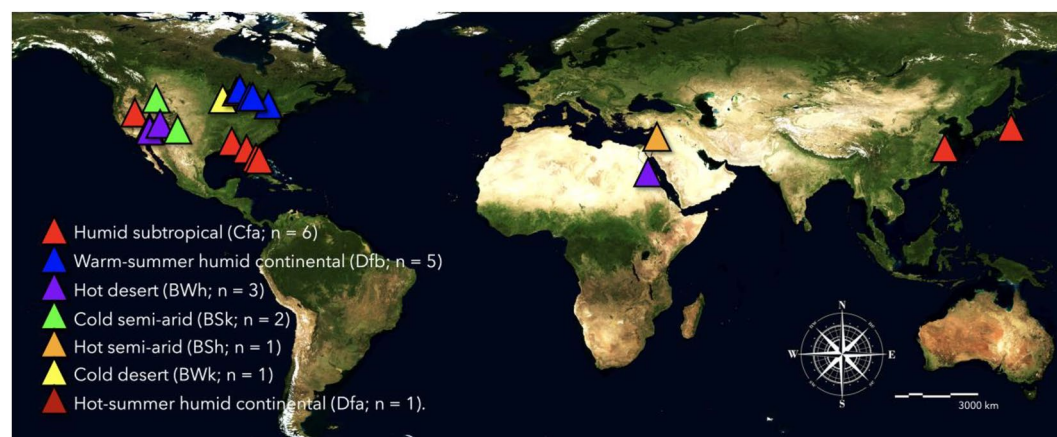 Humid subtropical (Cfa; n = 6)
Warm-summer humid continental (Dfb; n = 5)
Hot desert (BWh; n = 3)
Cold semi-arid (BSk; n = 2)
Hot semi-arid (BSh; n = 1)
Cold desert (BWk; n = 1)
Hot-summer humid continental (Dfa; n = 1).
N
W E
S
3000 km